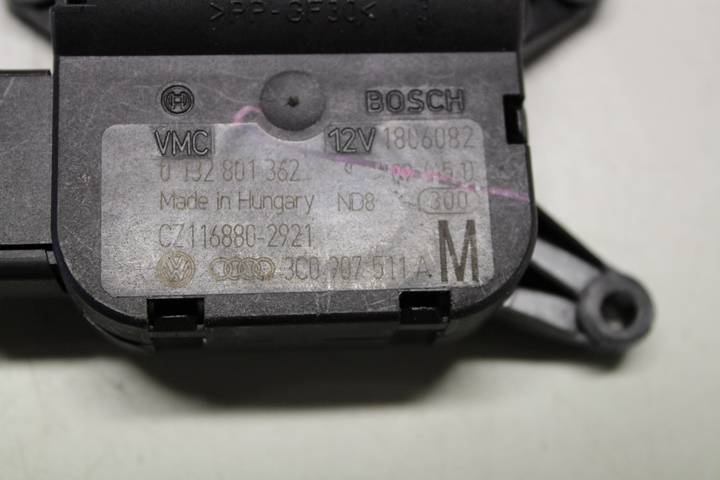 >PP-GF30<
BOSCH
VMC 12V 1806082
0 132 801 362
Made in Hungary ND8 300
CZ116880-2921
3C0 907 511 A M